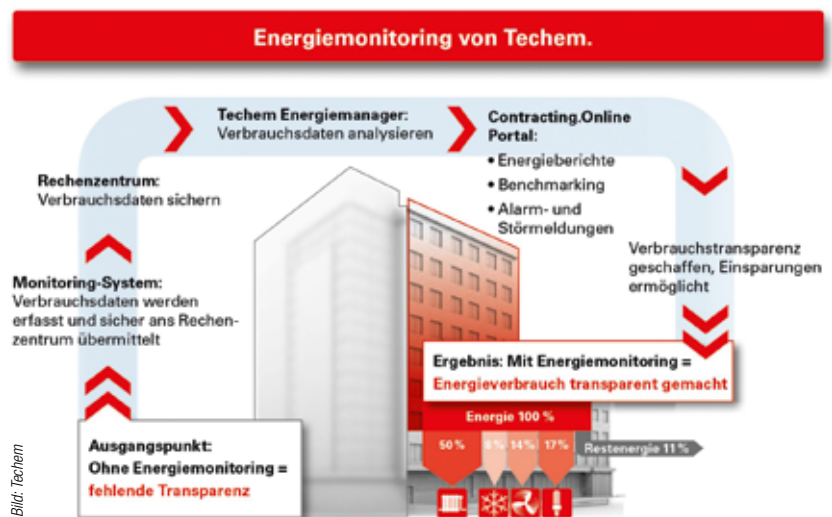 Energiemonitoring von Techem.
Techem Energiemanager:
Verbrauchsdaten analysieren
Contracting.Online
Portal:
• Energieberichte
• Benchmarking
• Alarm- und
Störmeldungen
Rechenzentrum:
Verbrauchsdaten sichern
Verbrauchstransparenz
geschaffen, Einsparungen
ermöglicht
Monitoring-System:
Verbrauchsdaten werden
erfasst und sicher ans Rechen-
zentrum übermittelt
Ergebnis: Mit Energiemonitoring =
Energieverbrauch transparent gemacht
Energie 100 %
50 % 8 % 14 % 17 % Restenergie 11 %
Ausgangspunkt:
Ohne Energiemonitoring =
fehlende Transparenz
Bild: Techem